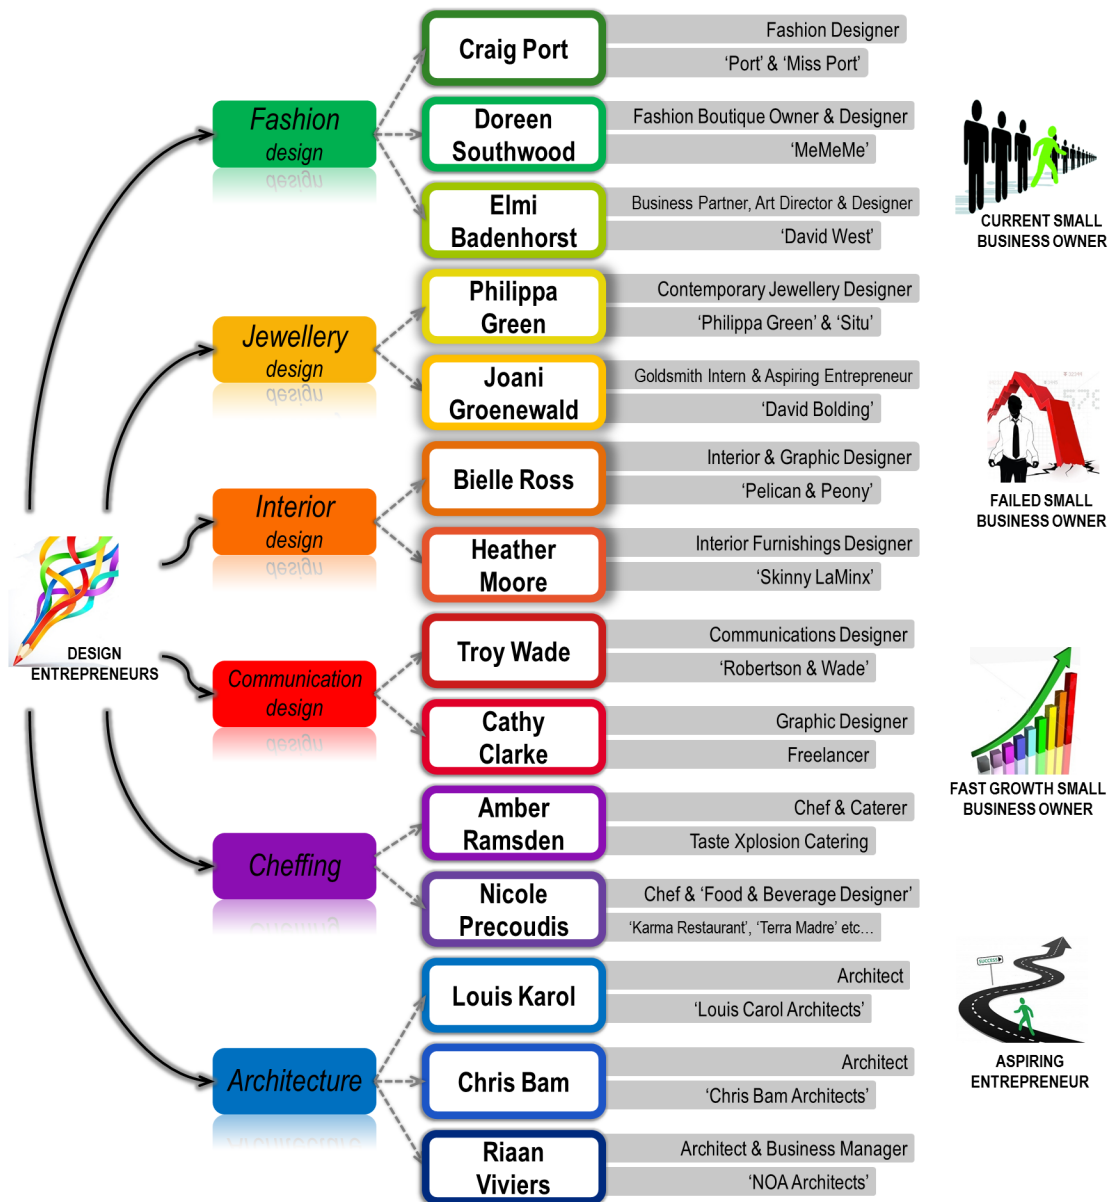 Craig Port
Fashion Designer
‘Port’ & ‘Miss Port’
Fashion
design
Doreen
Southwood
Fashion Boutique Owner & Designer
‘MeMeMe’
Elmi
Badenhorst
Business Partner, Art Director & Designer
‘David West’
CURRENT SMALL
BUSINESS OWNER
Jewellery
design
Philippa
Green
Contemporary Jewellery Designer
‘Philippa Green’ & ‘Situ’
Joani
Groenewald
Goldsmith Intern & Aspiring Entrepreneur
‘David Bolding’
FAILED SMALL
BUSINESS OWNER
Interior
design
Bielle Ross
Interior & Graphic Designer
‘Pelican & Peony’
Heather
Moore
Interior Furnishings Designer
‘Skinny LaMinx’
DESIGN
ENTREPRENEURS
Communication
design
Troy Wade
Communications Designer
‘Robertson & Wade’
Cathy
Clarke
Graphic Designer
Freelancer
FAST GROWTH SMALL
BUSINESS OWNER
Cheffing
Amber
Ramsden
Chef & Caterer
Taste Xplosion Catering
Nicole
Precoudis
Chef & ‘Food & Beverage Designer’
‘Karma Restaurant’, ‘Terra Madre’ etc…
Architecture
Louis Karol
Architect
‘Louis Carol Architects’
Chris Bam
Architect
‘Chris Bam Architects’
Riaan
Viviers
Architect & Business Manager
‘NOA Architects’
SUCCESS
ASPIRING
ENTREPRENEUR